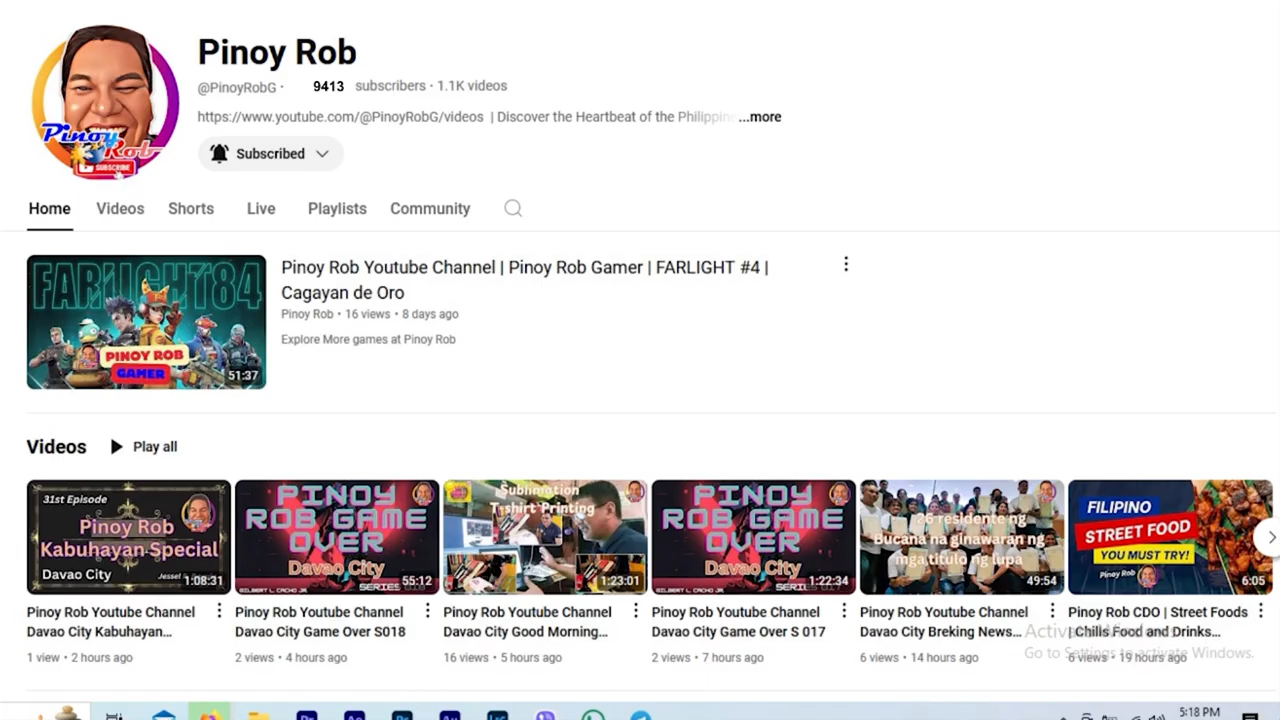 Pinoy Rob
@PinoyRobG · 9413 subscribers · 1.1K videos
https://www.youtube.com/@PinoyRobG/videos | Discover the Heartbeat of the Philippine ...more
Pinoy
Rob
SUBSCRIBE
Subscribed
Home Videos Shorts Live Playlists Community
FARLIGHT84
PINOY ROB
GAMER
51:37
Pinoy Rob Youtube Channel | Pinoy Rob Gamer | FARLIGHT #4 |
Cagayan de Oro
Pinoy Rob • 16 views • 8 days ago
Explore More games at Pinoy Rob
Videos Play all
31st Episode
Pinoy Rob
Kabuhayan Special
Davao City
1:08:31
PINOY
ROB GAME
OVER
Davao City
55:12
Sublimation
T-shirt Printing
1:23:01
PINOY
ROB GAME
OVER
Davao City
GILBERT L. CACHO JR.
1:22:34
26 residente ng
Bucana na ginawaran ng
mga titulo ng lupa
49:54
FILIPINO
STREET FOOD
YOU MUST TRY!
Pinoy Rob
6:05
Pinoy Rob Youtube Channel
Davao City Kabuhayan...
1 view • 2 hours ago
Pinoy Rob Youtube Channel
Davao City Game Over S018
2 views • 4 hours ago
Pinoy Rob Youtube Channel
Davao City Good Morning...
16 views • 5 hours ago
Pinoy Rob Youtube Channel
Davao City Game Over S 017
2 views • 7 hours ago
Pinoy Rob Youtube Channel
Davao City Breking News...
6 views • 14 hours ago
Pinoy Rob CDO | Street Foods
| Chills Food and Drinks...
6 views • 19 hours ago
Activate Windows
Go to Settings to activate Windows.
5:18 PM